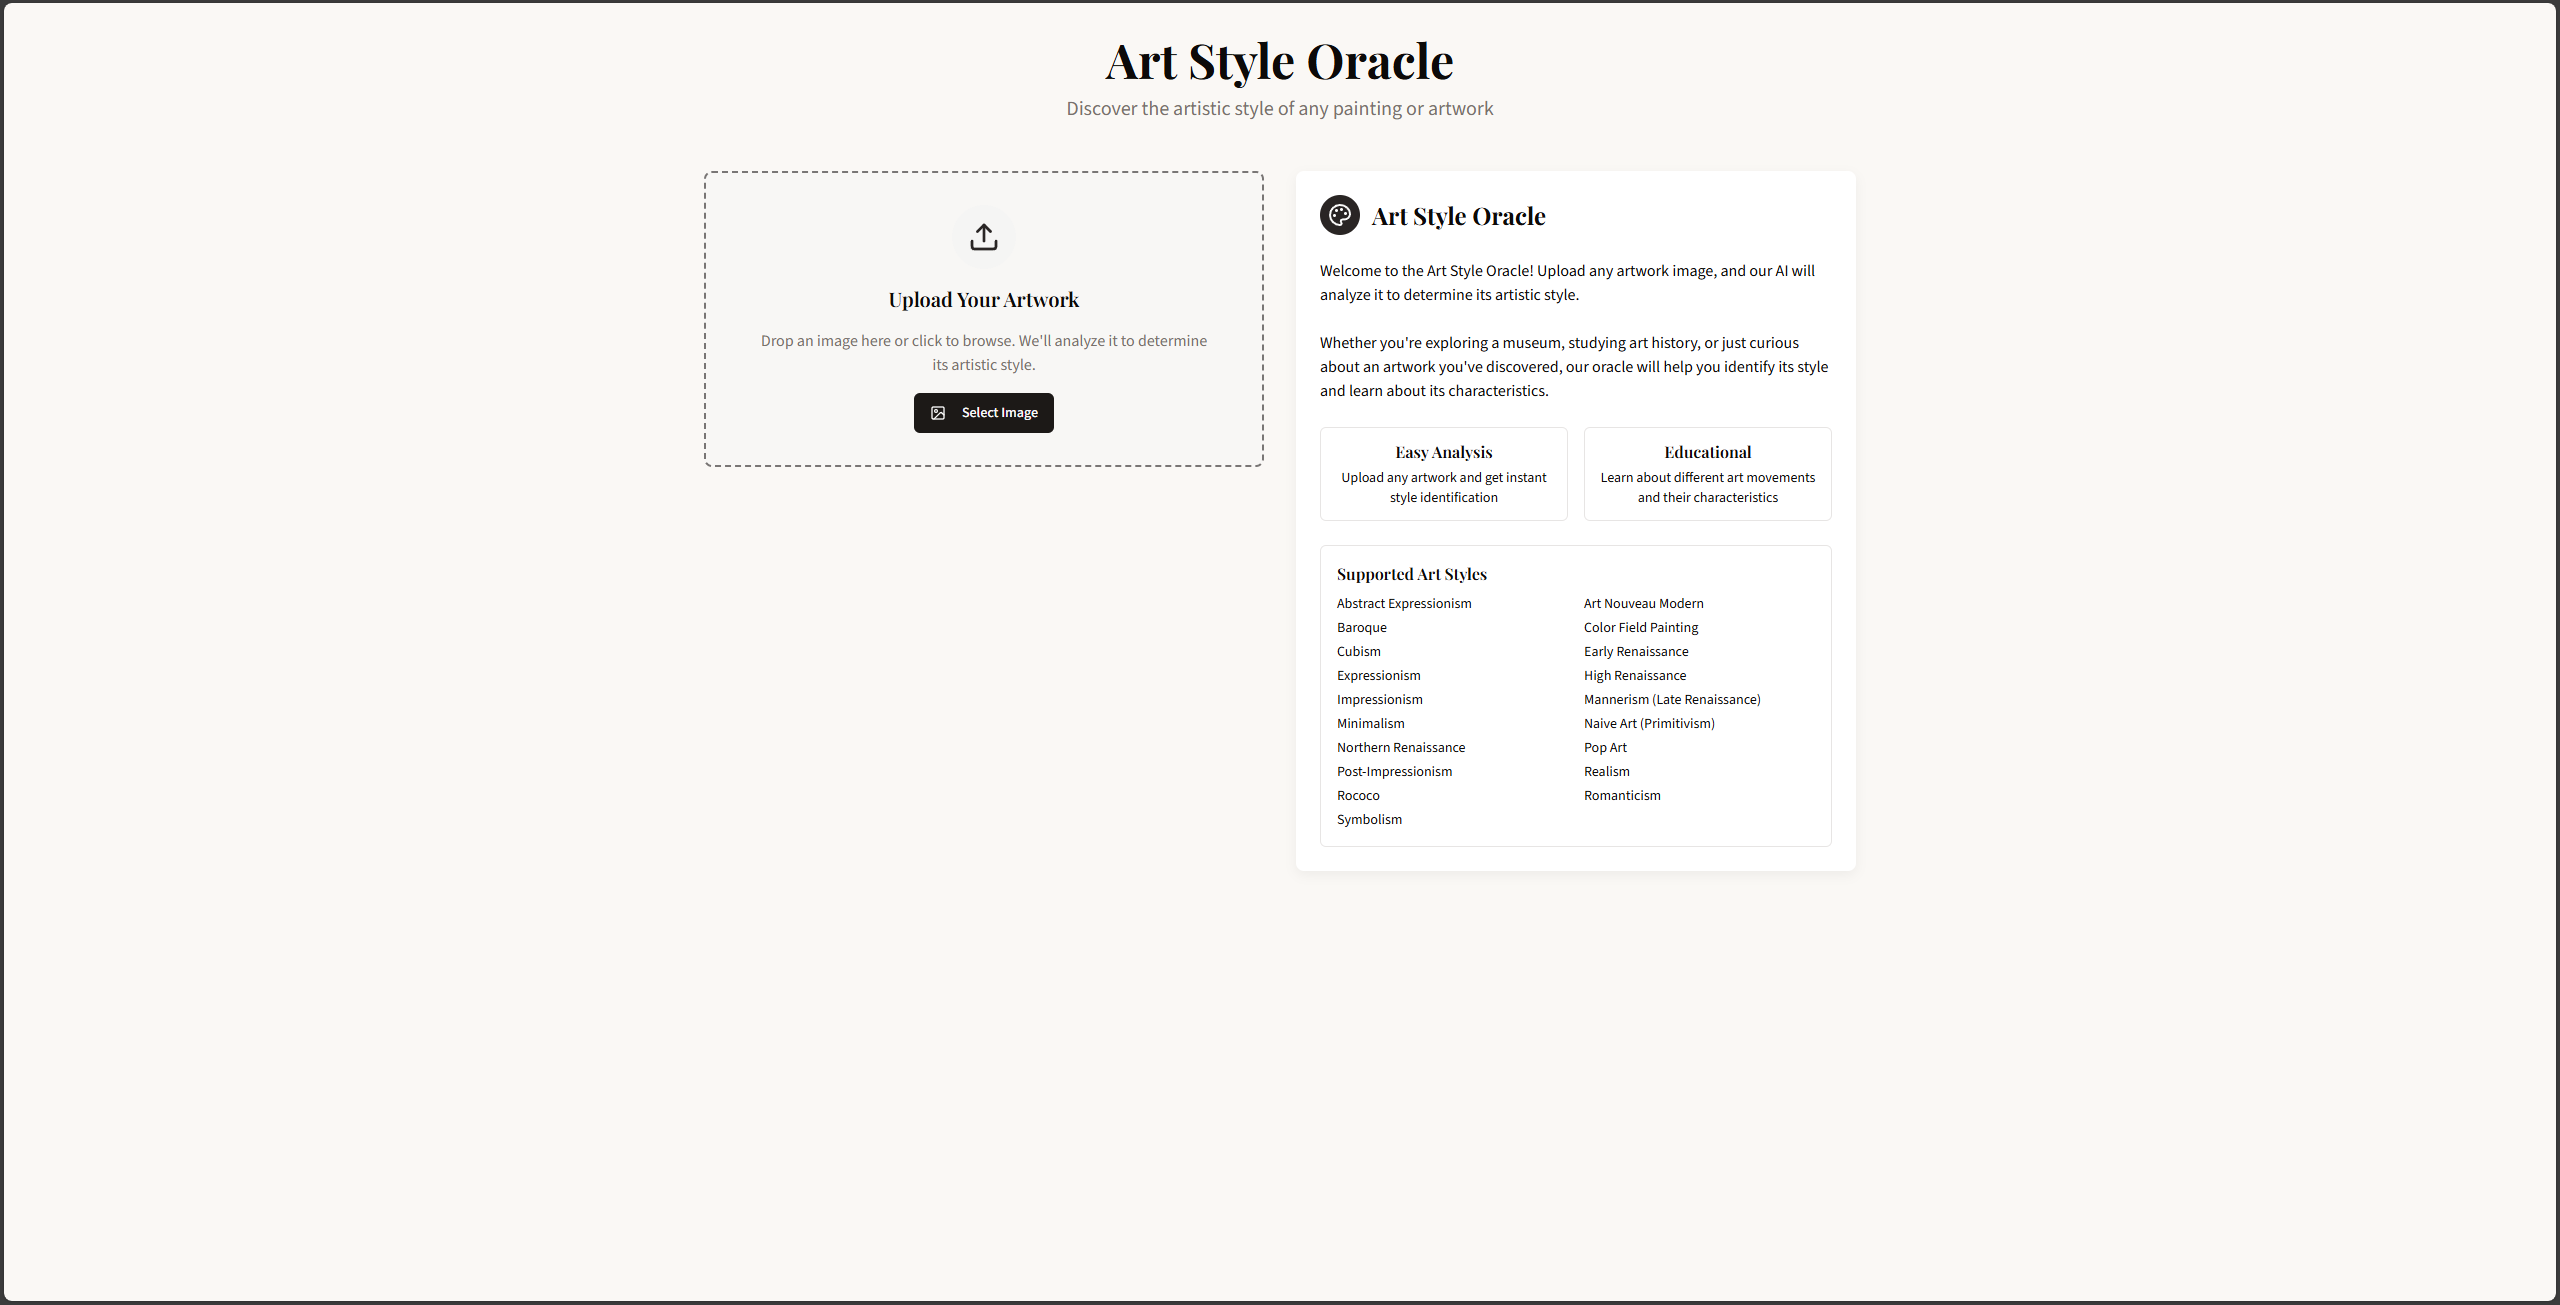 Art Style Oracle
Discover the artistic style of any painting or artwork
Upload Your Artwork
Drop an image here or click to browse. We'll analyze it to determine
its artistic style.
Select Image
Art Style Oracle
Welcome to the Art Style Oracle! Upload any artwork image, and our AI will
analyze it to determine its artistic style.
Whether you're exploring a museum, studying art history, or just curious
about an artwork you've discovered, our oracle will help you identify its style
and learn about its characteristics.
Easy Analysis
Upload any artwork and get instant
style identification
Educational
Learn about different art movements
and their characteristics
Supported Art Styles
Abstract Expressionism
Art Nouveau Modern
Baroque
Color Field Painting
Cubism
Early Renaissance
Expressionism
High Renaissance
Impressionism
Mannerism (Late Renaissance)
Minimalism
Naive Art (Primitivism)
Northern Renaissance
Pop Art
Post-Impressionism
Realism
Rococo
Romanticism
Symbolism